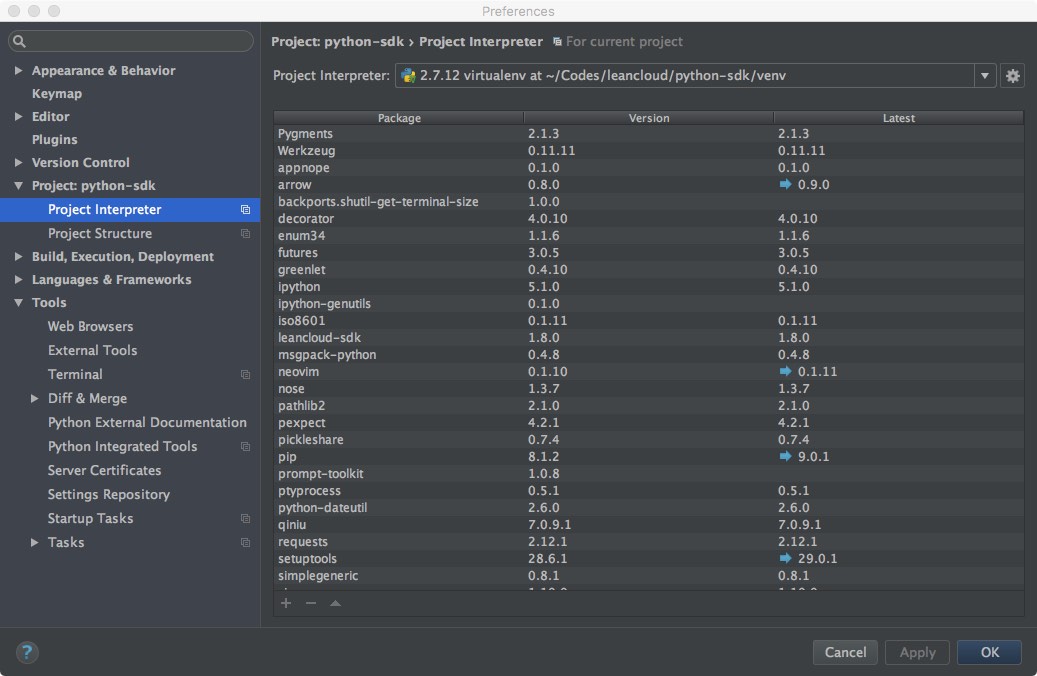 Preferences
Appearance & Behavior
Keymap
Editor
Plugins
Version Control
Project: python-sdk
Project Interpreter
Project Structure
Build, Execution, Deployment
Languages & Frameworks
Tools
Web Browsers
External Tools
Terminal
Diff & Merge
Python External Documentation
Python Integrated Tools
Server Certificates
Settings Repository
Startup Tasks
Tasks
Project: python-sdk › Project Interpreter For current project
Project Interpreter: 2.7.12 virtualenv at ~/Codes/leancloud/python-sdk/venv
Package Version Latest
Pygments 2.1.3 2.1.3
Werkzeug 0.11.11 0.11.11
appnope 0.1.0 0.1.0
arrow 0.8.0 0.9.0
backports.shutil-get-terminal-size 1.0.0
decorator 4.0.10 4.0.10
enum34 1.1.6 1.1.6
futures 3.0.5 3.0.5
greenlet 0.4.10 0.4.10
ipython 5.1.0 5.1.0
ipython-genutils 0.1.0
iso8601 0.1.11 0.1.11
leancloud-sdk 1.8.0 1.8.0
msgpack-python 0.4.8 0.4.8
neovim 0.1.10 0.1.11
nose 1.3.7 1.3.7
pathlib2 2.1.0 2.1.0
pexpect 4.2.1 4.2.1
pickleshare 0.7.4 0.7.4
pip 8.1.2 9.0.1
prompt-toolkit 1.0.8
ptyprocess 0.5.1 0.5.1
python-dateutil 2.6.0 2.6.0
qiniu 7.0.9.1 7.0.9.1
requests 2.12.1 2.12.1
setuptools 28.6.1 29.0.1
simplegeneric 0.8.1 0.8.1
? Cancel Apply OK